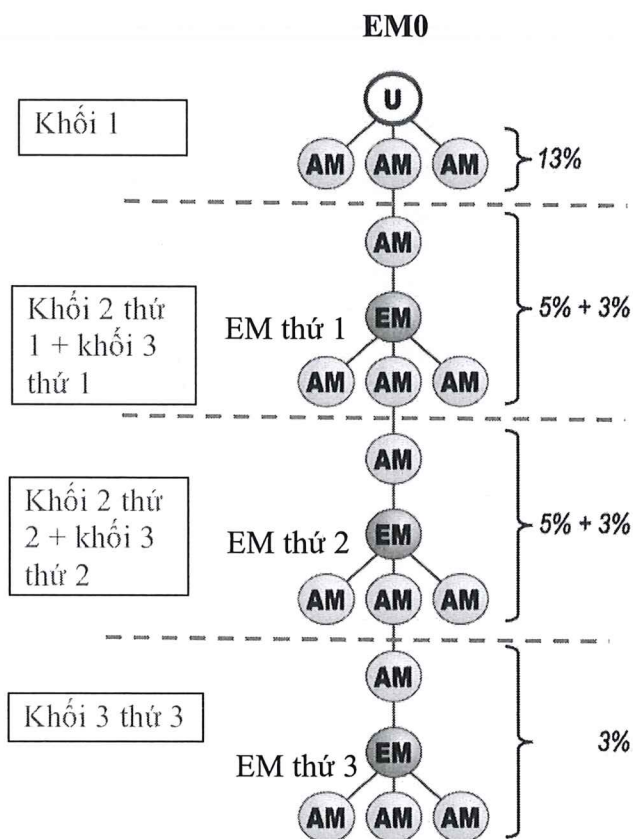 EM0
U
Khối 1
AM AM AM
13%
AM
Khối 2 thứ
1 + khối 3
thứ 1
EM thứ 1
EM
5% + 3%
AM AM AM
AM
Khối 2 thứ
2 + khối 3
thứ 2
EM thứ 2
EM
5% + 3%
AM AM AM
AM
Khối 3 thứ 3
EM thứ 3
EM
3%
AM AM AM